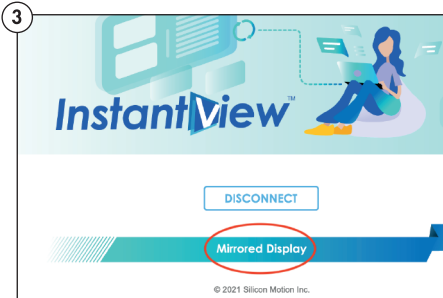 3
InstantView™
DISCONNECT
Mirrored Display
© 2021 Silicon Motion Inc.